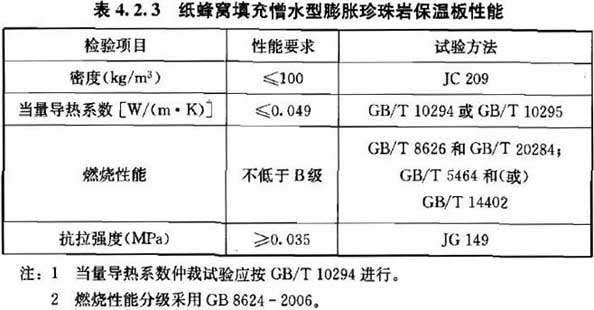 表 4.2.3 纸蜂窝填充憎水型膨胀珍珠岩保温板性能
检验项目 性能要求 试验方法
密度(kg/m³) ≤100 JC 209
当量导热系数[W/(m·K)] ≤0.049 GB/T 10294 或 GB/T 10295
燃烧性能 不低于 B 级 GB/T 8626 和 GB/T 20284;
GB/T 5464 和(或)
GB/T 14402
抗拉强度(MPa) ≥0.035 JG 149
注: 1 当量导热系数仲裁试验应按 GB/T 10294 进行。
2 燃烧性能分级采用 GB 8624-2006。